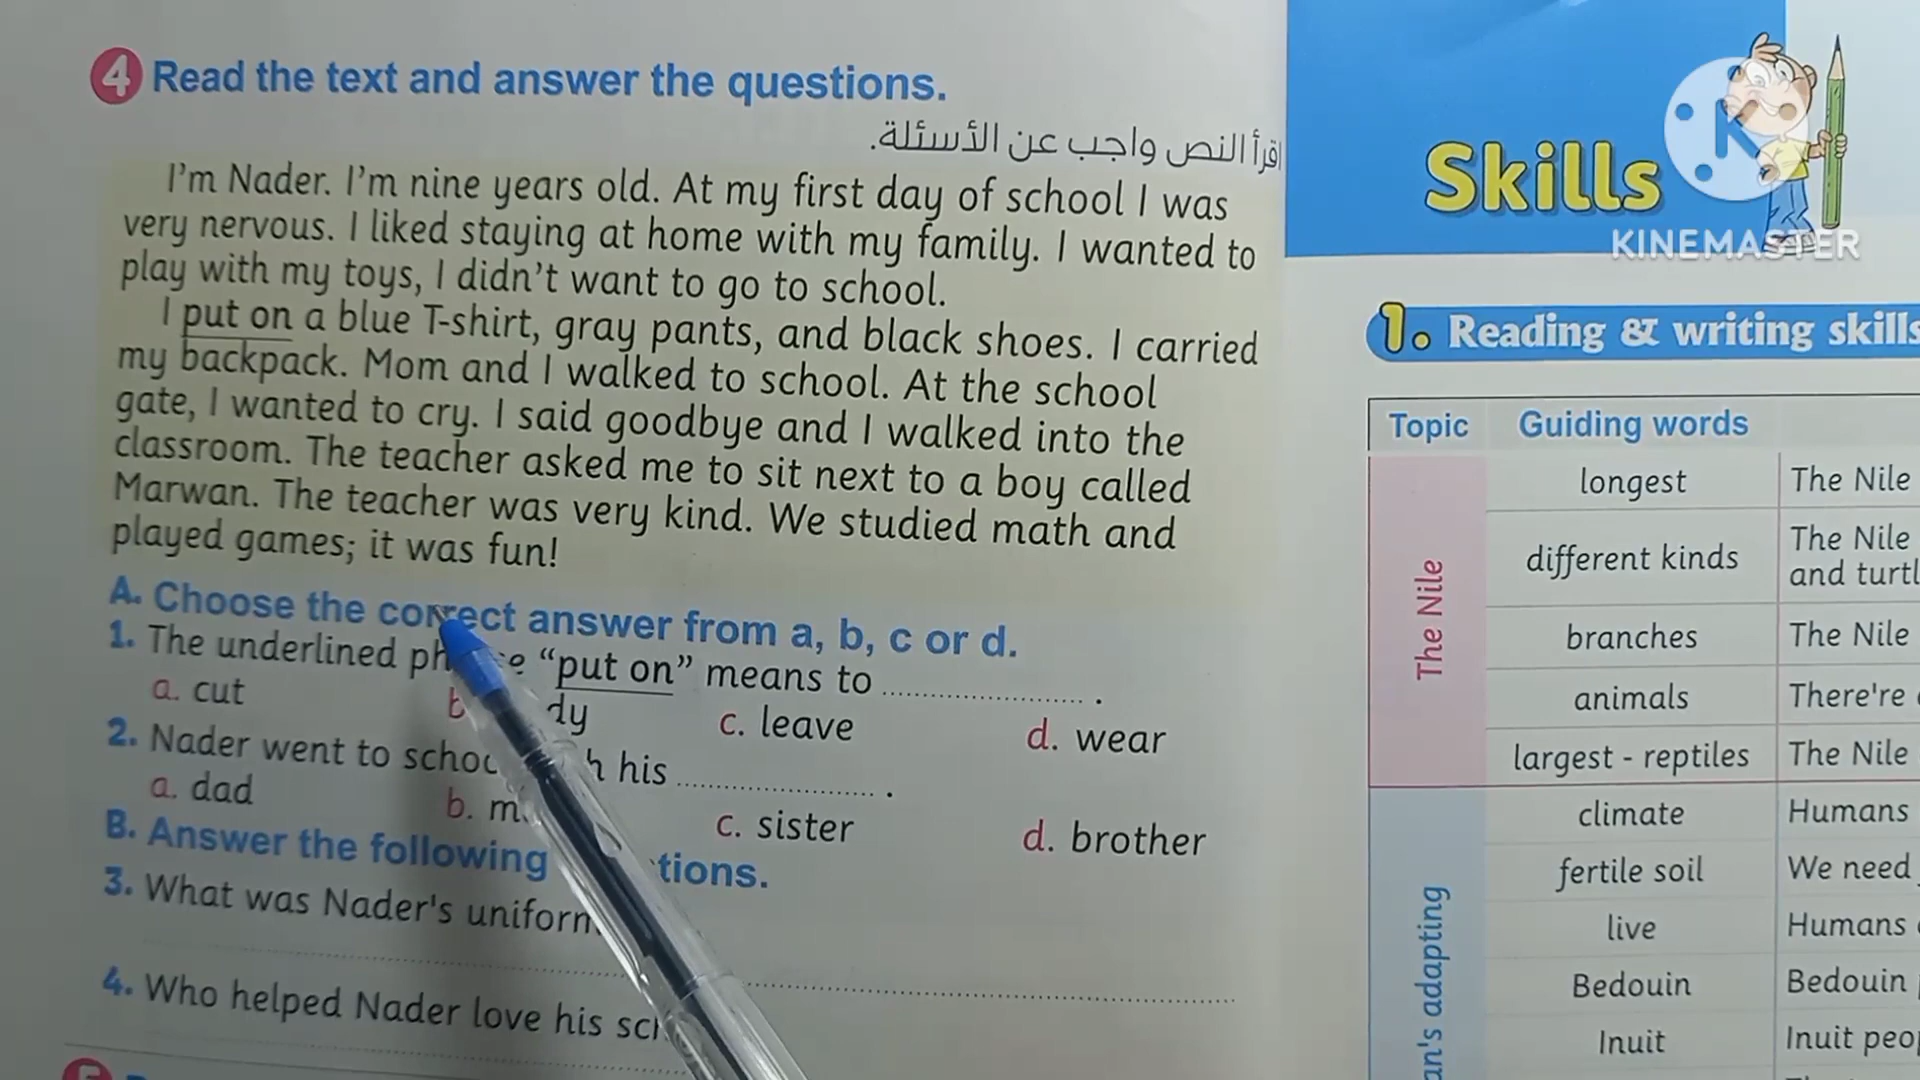 4 Read the text and answer the questions.
اقرأ النص واجب عن الأسئلة.
I'm Nader. I'm nine years old. At my first day of school I was
very nervous. I liked staying at home with my family. I wanted to
play with my toys, I didn't want to go to school.
I put on a blue T-shirt, gray pants, and black shoes. I carried
my backpack. Mom and I walked to school. At the school
gate, I wanted to cry. I said goodbye and I walked into the
classroom. The teacher asked me to sit next to a boy called
Marwan. The teacher was very kind. We studied math and
played games; it was fun!
A. Choose the correct answer from a, b, c or d.
1. The underlined "put on" means to .
a. cut b. dy c. leave d. wear
2. Nader went to his .
a. dad b. c. sister d. brother
B. Answer the following
3. What was Nader's uniform
4. Who helped Nader love his
Skills
KINEMASTER
1. Reading & writing skills
Topic Guiding words
The Nile
longest The Nile
different kinds The Nile
and
branches The Nile
animals There're
largest - reptiles The Nile
an's adapting
climate Humans
fertile soil We need
live Humans
Bedouin Bedouin
Inuit Inuit